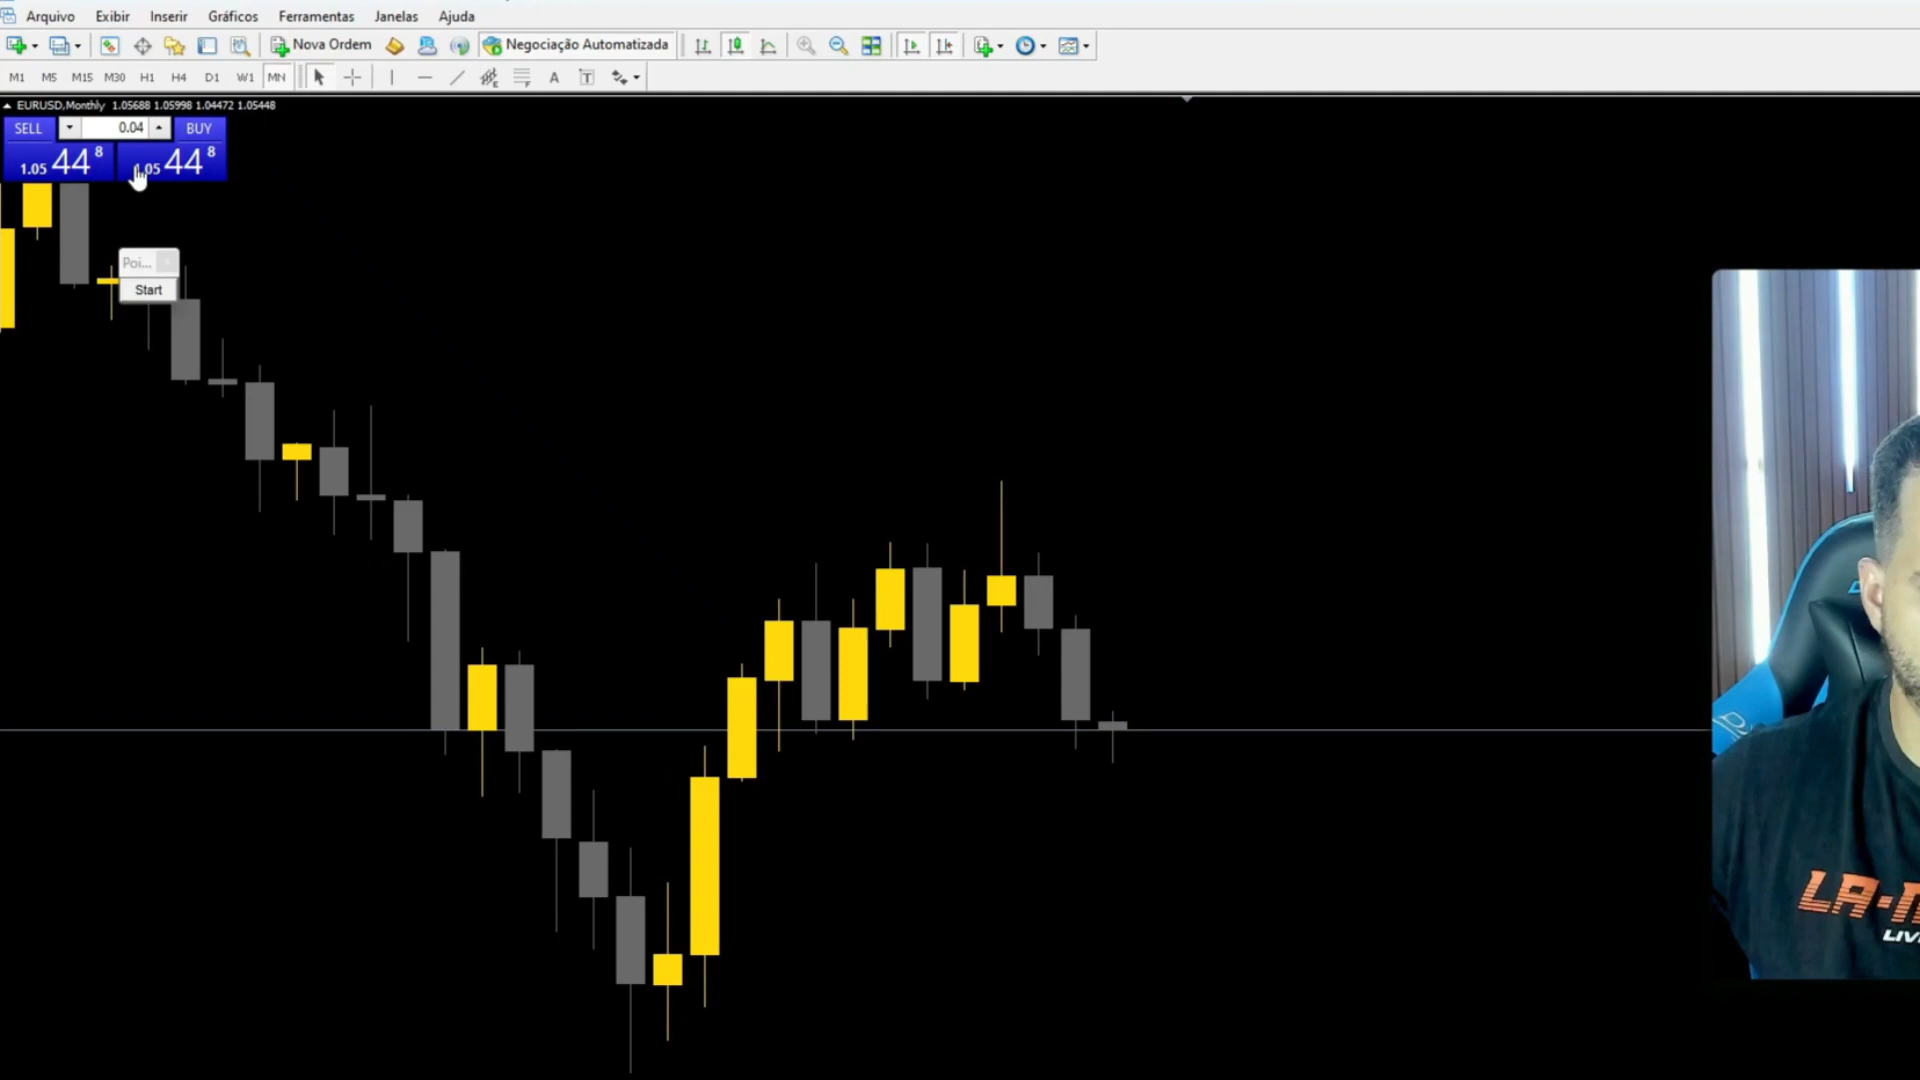 Arquivo Exibir Inserir Gráficos Ferramentas Janelas Ajuda
Nova Ordem Negociação Automatizada
M1 M5 M15 M30 H1 H4 D1 W1 MN A T
EURUSD,Monthly 1.05688 1.05998 1.04472 1.05448
SELL 0.04 BUY
1.05 44 8 1.05 44 8
Poi...
Start
LA-
LIV